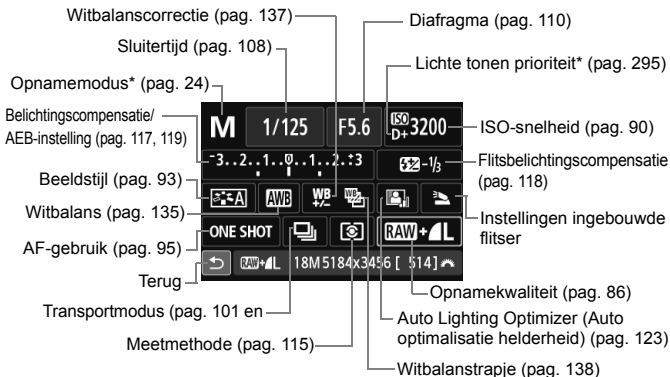 Witbalanscorrectie (pag. 137)
Sluitertijd (pag. 108)
Opnamemodus* (pag. 24)
Belichtingscompensatie/
AEB-instelling (pag. 117, 119)
Beeldstijl (pag. 93)
Witbalans (pag. 135)
AF-gebruik (pag. 95)
Terug
Transportmodus (pag. 101 en
Meetmethode (pag. 115)
Diafragma (pag. 110)
Lichte tonen prioriteit* (pag. 295)
ISO-snelheid (pag. 90)
Flitsbelichtingscompensatie
(pag. 118)
Instellingen ingebouwde
flitser
Opnamekwaliteit (pag. 86)
Auto Lighting Optimizer (Auto
optimalisatie helderheid) (pag. 123)
Witbalanstrapje (pag. 138)
M 1/125 F5.6 ISO D+ 3200
-3..2..1..0..1..2..+3 -1/3
A AWB WB +/- WB
ONE SHOT RAW+L
RAW+L 18M 5184x3456 [ 514]